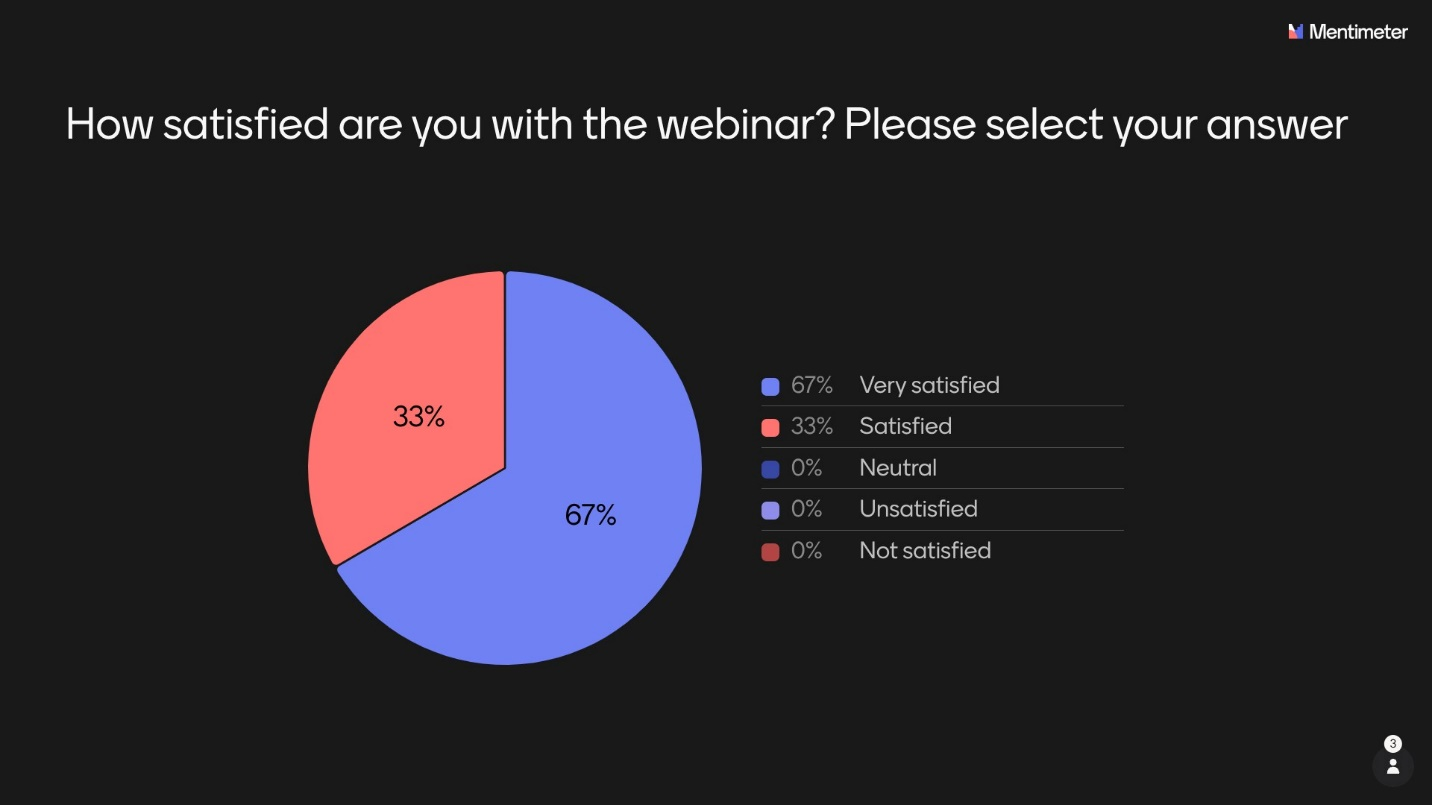 Mentimeter
How satisfied are you with the webinar? Please select your answer
33%
67%
67% Very satisfied
33% Satisfied
0% Neutral
0% Unsatisfied
0% Not satisfied
3